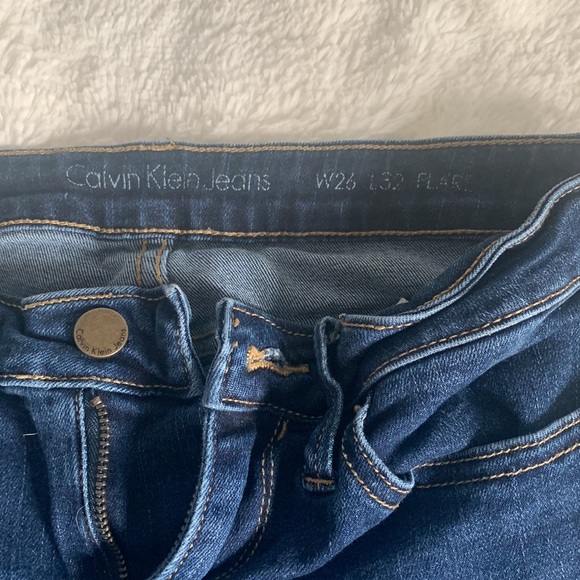 Calvin Klein Jeans W26 L32 FLARE
Calvin Klein Jeans